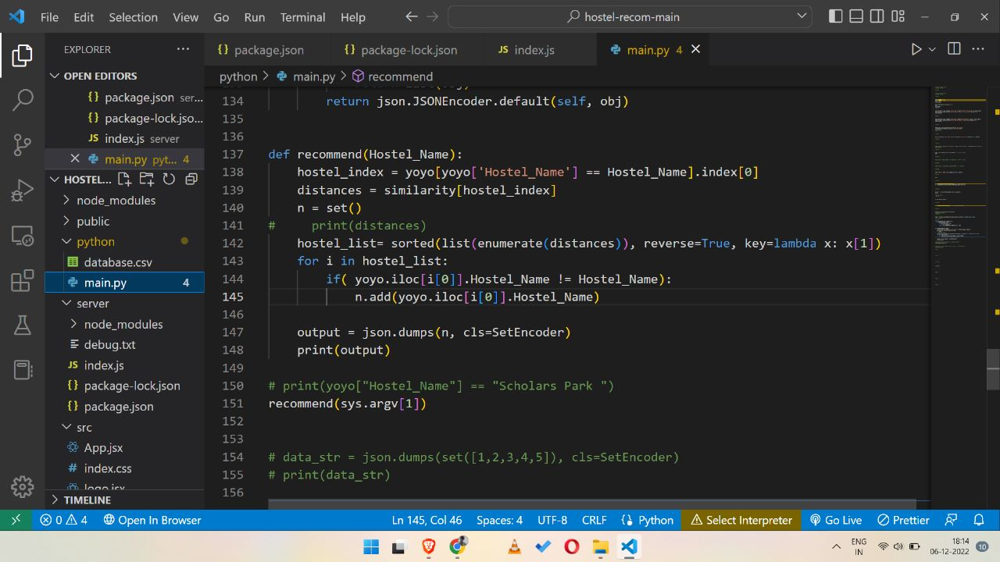 File Edit Selection View Go Run Terminal Help
hostel-recom-main
EXPLORER
OPEN EDITORS
package.json ser...
package-lock.jso...
index.js server
main.py pyt... 4
HOSTEL...
node_modules
public
python
database.csv
main.py 4
server
node_modules
debug.txt
index.js
package-lock.json
package.json
src
App.jsx
index.css
logo.jsx
TIMELINE
package.json package-lock.json index.js main.py 4
python > main.py > recommend
134 return json.JSONEncoder.default(self, obj)
135
136
137 def recommend(Hostel_Name):
138 hostel_index = yoyo[yoyo['Hostel_Name'] == Hostel_Name].index[0]
139 distances = similarity[hostel_index]
140 n = set()
141 # print(distances)
142 hostel_list= sorted(list(enumerate(distances)), reverse=True, key=lambda x: x[1])
143 for i in hostel_list:
144 if( yoyo.iloc[i[0]].Hostel_Name != Hostel_Name):
145 n.add(yoyo.iloc[i[0]].Hostel_Name)
146
147 output = json.dumps(n, cls=SetEncoder)
148 print(output)
149
150 # print(yoyo["Hostel_Name"] == "Scholars Park ")
151 recommend(sys.argv[1])
152
153
154 # data_str = json.dumps(set([1,2,3,4,5]), cls=SetEncoder)
155 # print(data_str)
156
0 4 Open In Browser Ln 145, Col 46 Spaces: 4 UTF-8 CRLF Python Select Interpreter Go Live Prettier
ENG
IN
18:14
06-12-2022
10